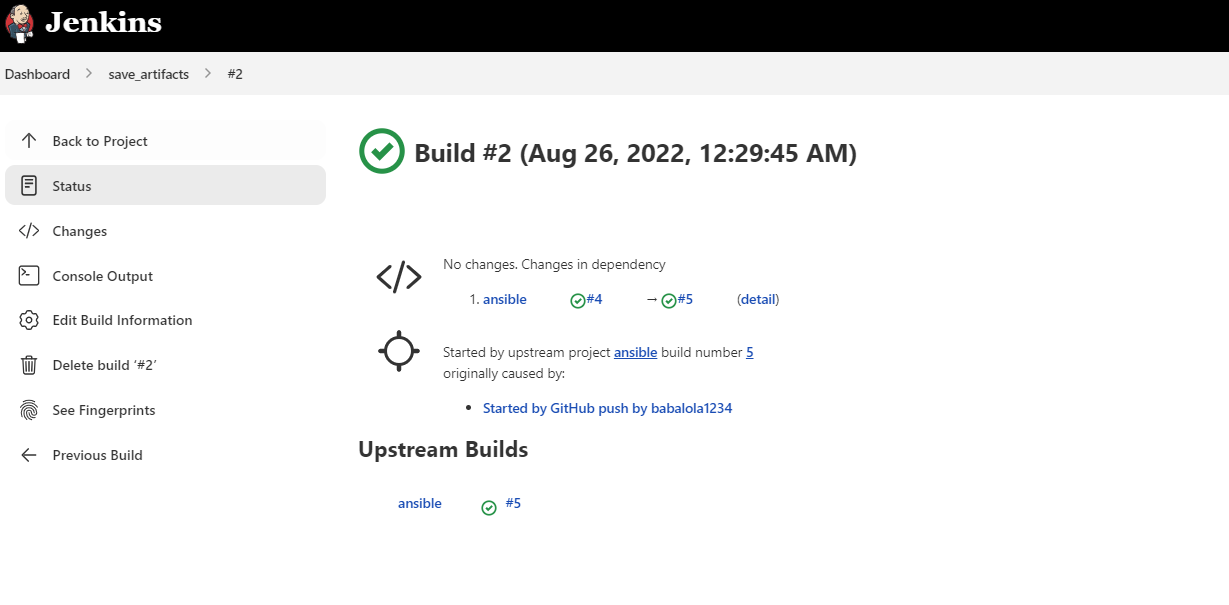 Jenkins
Dashboard > save_artifacts > #2
Back to Project
Status
Changes
Console Output
Edit Build Information
Delete build ‘#2’
See Fingerprints
Previous Build
Build #2 (Aug 26, 2022, 12:29:45 AM)
</> No changes. Changes in dependency
1. ansible #4 → #5 (detail)
Started by upstream project ansible build number 5
originally caused by:
• Started by GitHub push by babalola1234
Upstream Builds
ansible #5